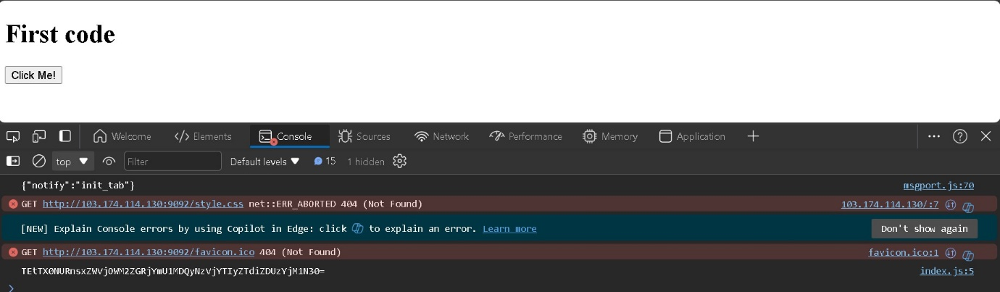 First code
Click Me!
Welcome Elements Console Sources Network Performance Memory Application
top Filter Default levels 15 1 hidden
{"notify":"init_tab"} msgport.js:70
GET http://103.174.114.130:9092/style.css net::ERR_ABORTED 404 (Not Found) 103.174.114.130/:7
[NEW] Explain Console errors by using Copilot in Edge: click to explain an error. Learn more Don't show again
GET http://103.174.114.130:9092/favicon.ico 404 (Not Found) favicon.ico:1
TEtTX0NURnsxZWVjOWM2ZGRjYmU1MDQyNzVjYTIyZTdiZDUzYjM1N30= index.js:5